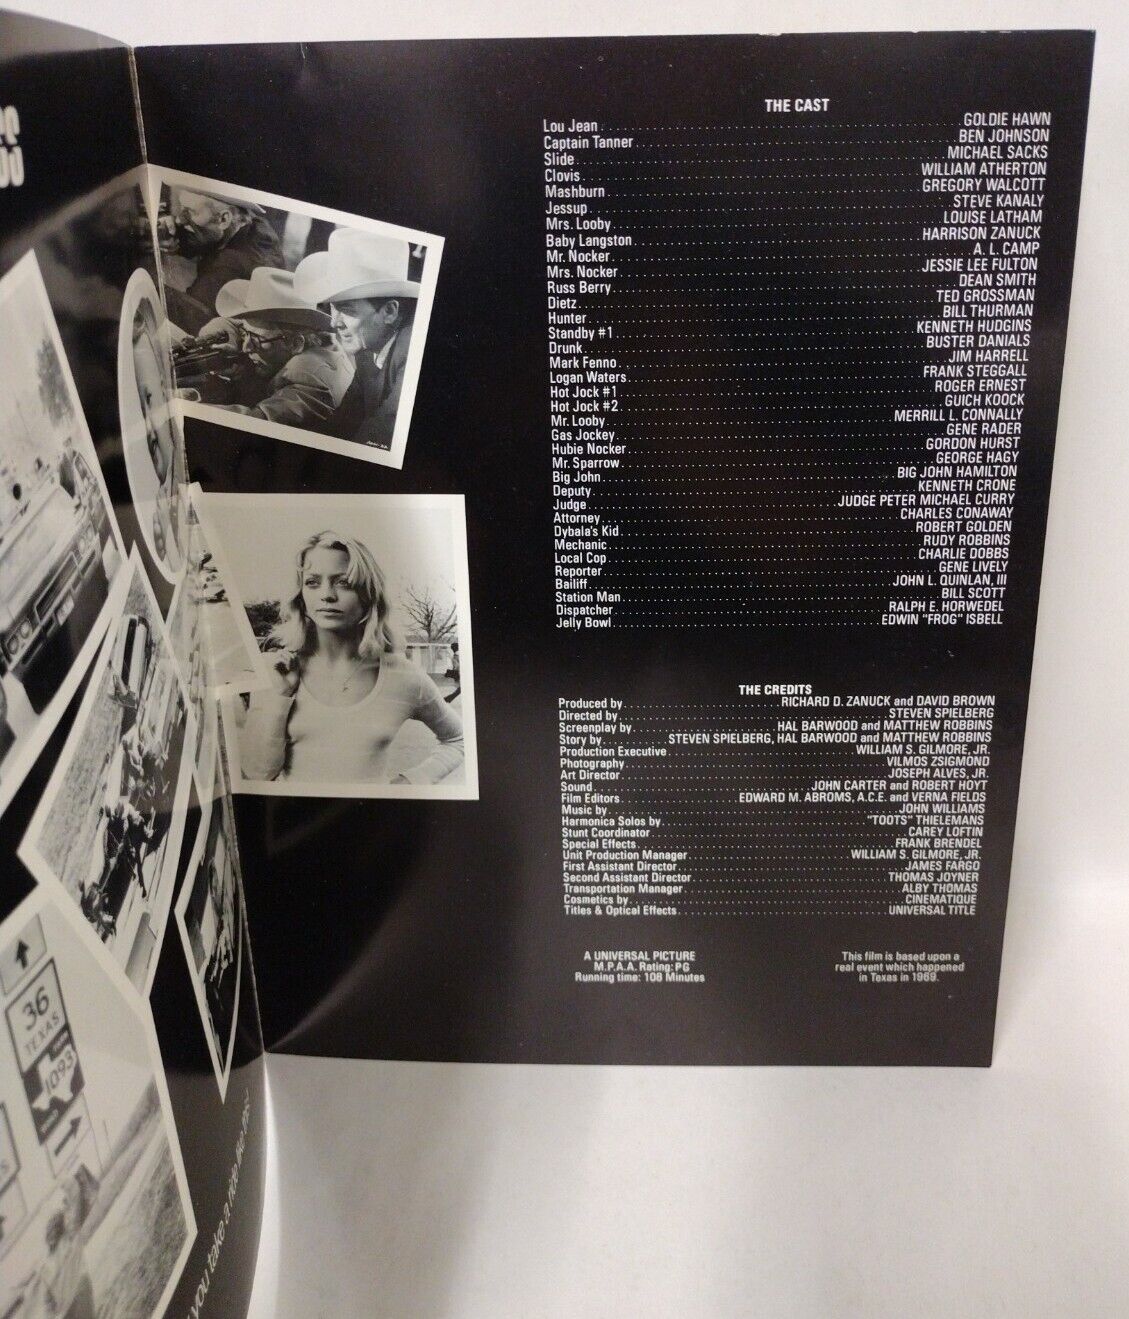 THE CAST
Lou Jean GOLDIE HAWN
Captain Tanner BEN JOHNSON
Slide MICHAEL SACKS
Clovis WILLIAM ATHERTON
Mashburn GREGORY WALCOTT
Jessup STEVE KANALY
Mrs. Looby LOUISE LATHAM
Baby Langston HARRISON ZANUCK
Mr. Nocker A. L. CAMP
Mrs. Nocker JESSIE LEE FULTON
Russ Berry DEAN SMITH
Dietz TED GROSSMAN
Hunter BILL THURMAN
Standby #1 KENNETH HUDGINS
Drunk BUSTER DANIALS
Mark Fenno JIM HARRELL
Logan Waters FRANK STEGGALL
Hot Jock #1 ROGER ERNEST
Hot Jock #2 GUICH KOOCK
Mr. Looby MERRILL L. CONNALLY
Gas Jockey GENE RADER
Hubie Nocker GORDON HURST
Mr. Sparrow GEORGE HAGY
Big John BIG JOHN HAMILTON
Deputy KENNETH CRONE
Judge JUDGE PETER MICHAEL CURRY
Attorney CHARLES CONAWAY
Dybala's Kid ROBERT GOLDEN
Mechanic RUDY ROBBINS
Local Cop CHARLIE DOBBS
Reporter GENE LIVELY
Bailiff JOHN L. QUINLAN, III
Station Man BILL SCOTT
Dispatcher RALPH E. HORWEDEL
Jelly Bowl EDWIN "FROG" ISBELL
THE CREDITS
Produced by RICHARD D. ZANUCK and DAVID BROWN
Directed by STEVEN SPIELBERG
Screenplay by HAL BARWOOD and MATTHEW ROBBINS
Story by STEVEN SPIELBERG, HAL BARWOOD and MATTHEW ROBBINS
Production Executive WILLIAM S. GILMORE, JR.
Photography VILMOS ZSIGMOND
Art Director JOSEPH ALVES, JR.
Sound JOHN CARTER and ROBERT HOYT
Film Editors EDWARD M. ABROMS, A.C.E. and VERNA FIELDS
Music by JOHN WILLIAMS
Harmonica Solos by "TOOTS" THIELEMANS
Stunt Coordinator CAREY LOFTIN
Special Effects FRANK BRENDEL
Unit Production Manager WILLIAM S. GILMORE, JR.
First Assistant Director JAMES FARGO
Second Assistant Director THOMAS JOYNER
Transportation Manager ALBY THOMAS
Cosmetics by CINEMATIQUE
Titles & Optical Effects UNIVERSAL TITLE
A UNIVERSAL PICTURE
M.P.A.A. Rating: PG
Running time: 108 Minutes
This film is based upon a
real event which happened
in Texas in 1969.
36
TEXAS
1093
you take a ride like this!